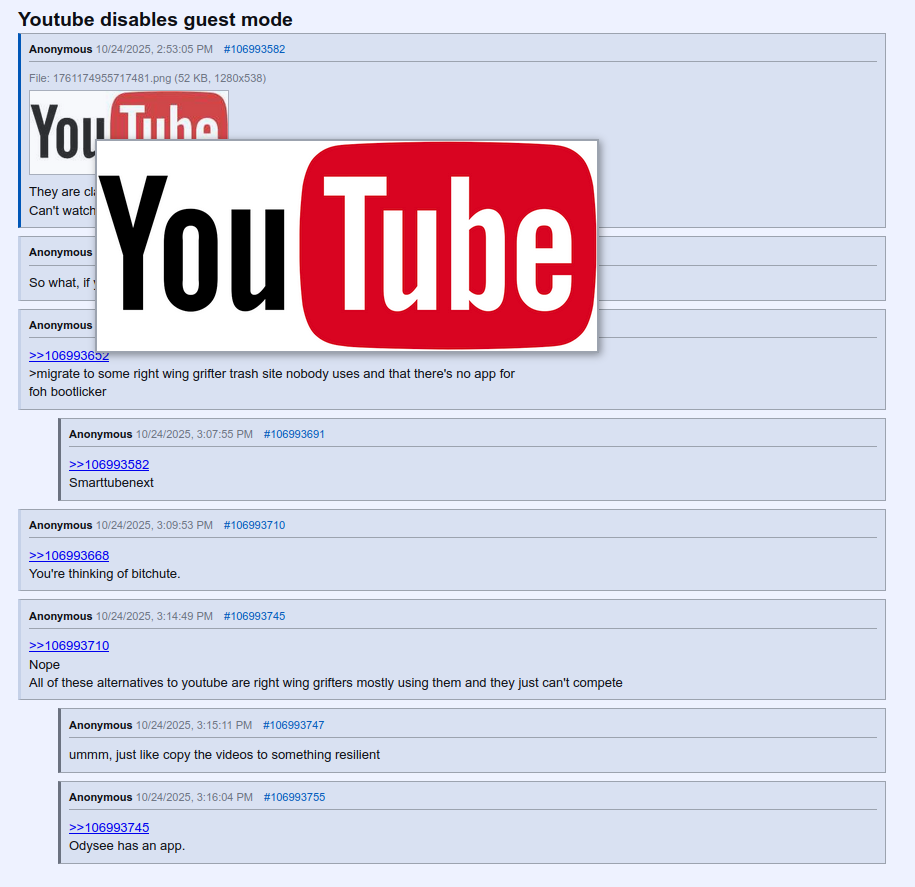 Youtube disables guest mode
Anonymous 10/24/2025, 2:53:05 PM #106993582
File: 1761174955717481.png (52 KB, 1280x538)
You Tube
They are
Can't watch
You Tube
Anonymous
So what, if
Anonymous
>>106993652
>migrate to some right wing grifter trash site nobody uses and that there's no app for
foh bootlicker
Anonymous 10/24/2025, 3:07:55 PM #106993691
>>106993582
Smarttubenext
Anonymous 10/24/2025, 3:09:53 PM #106993710
>>106993668
You're thinking of bitchute.
Anonymous 10/24/2025, 3:14:49 PM #106993745
>>106993710
Nope
All of these alternatives to youtube are right wing grifters mostly using them and they just can't compete
Anonymous 10/24/2025, 3:15:11 PM #106993747
ummm, just like copy the videos to something resilient
Anonymous 10/24/2025, 3:16:04 PM #106993755
>>106993745
Odysee has an app.